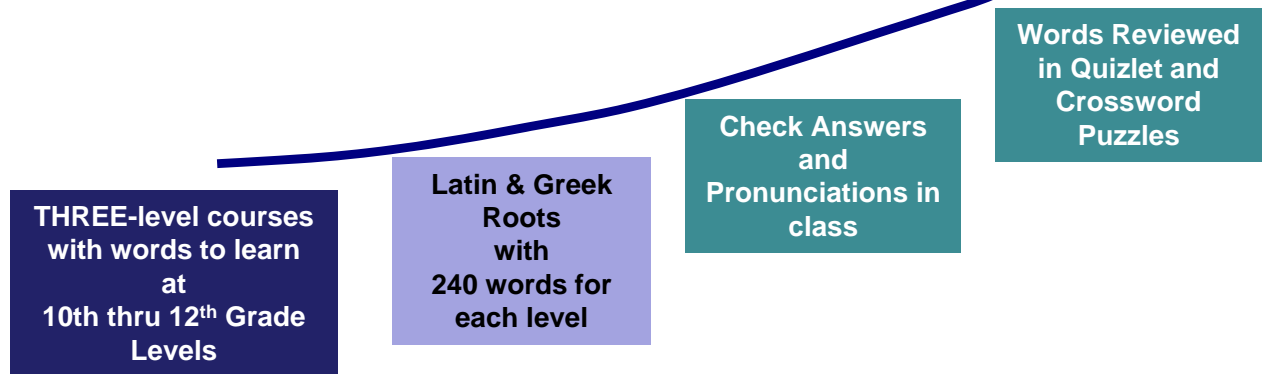 THREE-level courses
with words to learn
at
10th thru 12th Grade
Levels
Latin & Greek
Roots
with
240 words for
each level
Check Answers
and
Pronunciations in
class
Words Reviewed
in Quizlet and
Crossword
Puzzles